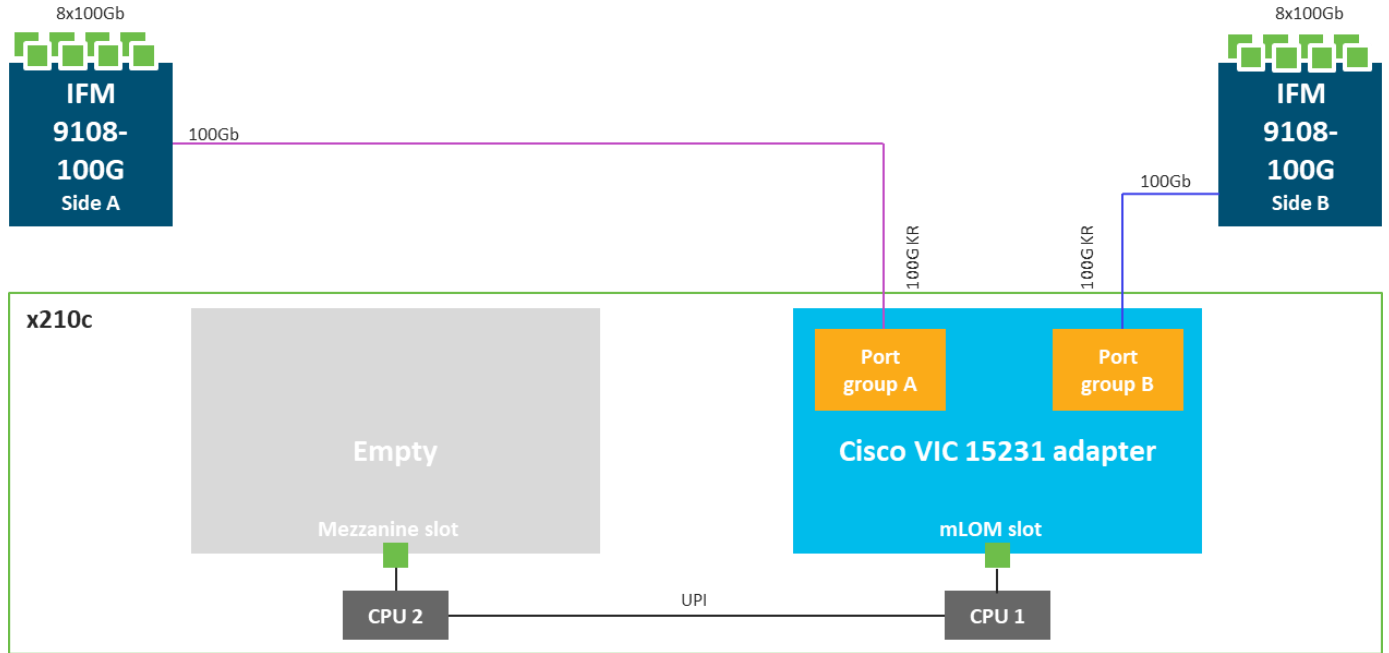 8x100Gb
8x100Gb
IFM
9108-
100G
Side A
IFM
9108-
100G
Side B
100Gb
100Gb
100G KR
100G KR
x210c
Port
group A
Port
group B
Empty
Cisco VIC 15231 adapter
Mezzanine slot
mLOM slot
CPU 2
UPI
CPU 1